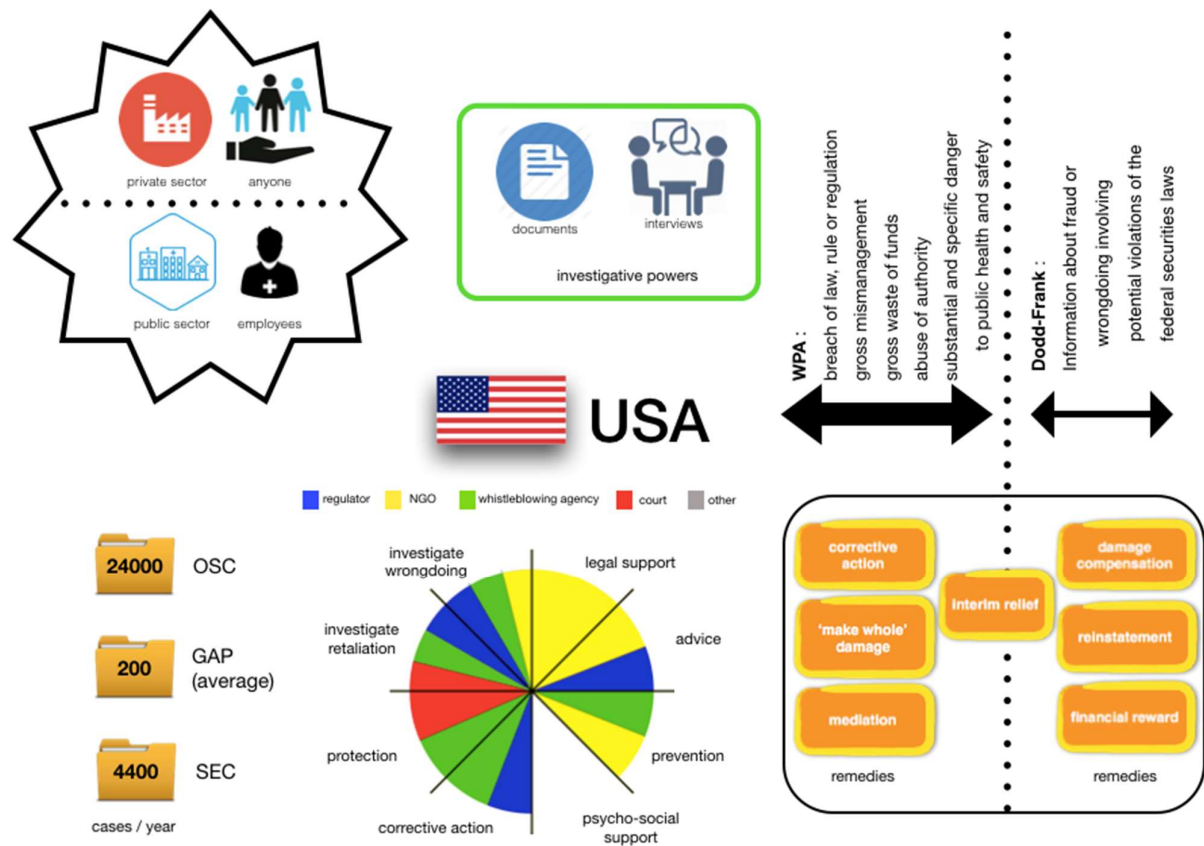 private sector
anyone
public sector
employees
documents
interviews
investigative powers
WPA :
breach of law, rule or regulation
gross mismanagement
gross waste of funds
abuse of authority
substantial and specific danger
to public health and safety
Dodd-Frank :
Information about fraud or
wrongdoing involving
potential violations of the
federal securities laws
USA
regulator
NGO
whistleblowing agency
court
other
24000
OSC
200
GAP
(average)
4400
SEC
cases / year
investigate
wrongdoing
legal support
investigate
retaliation
advice
protection
prevention
corrective action
psycho-social
support
corrective
action
'make whole'
damage
mediation
remedies
interim relief
damage
compensation
reinstatement
financial reward
remedies